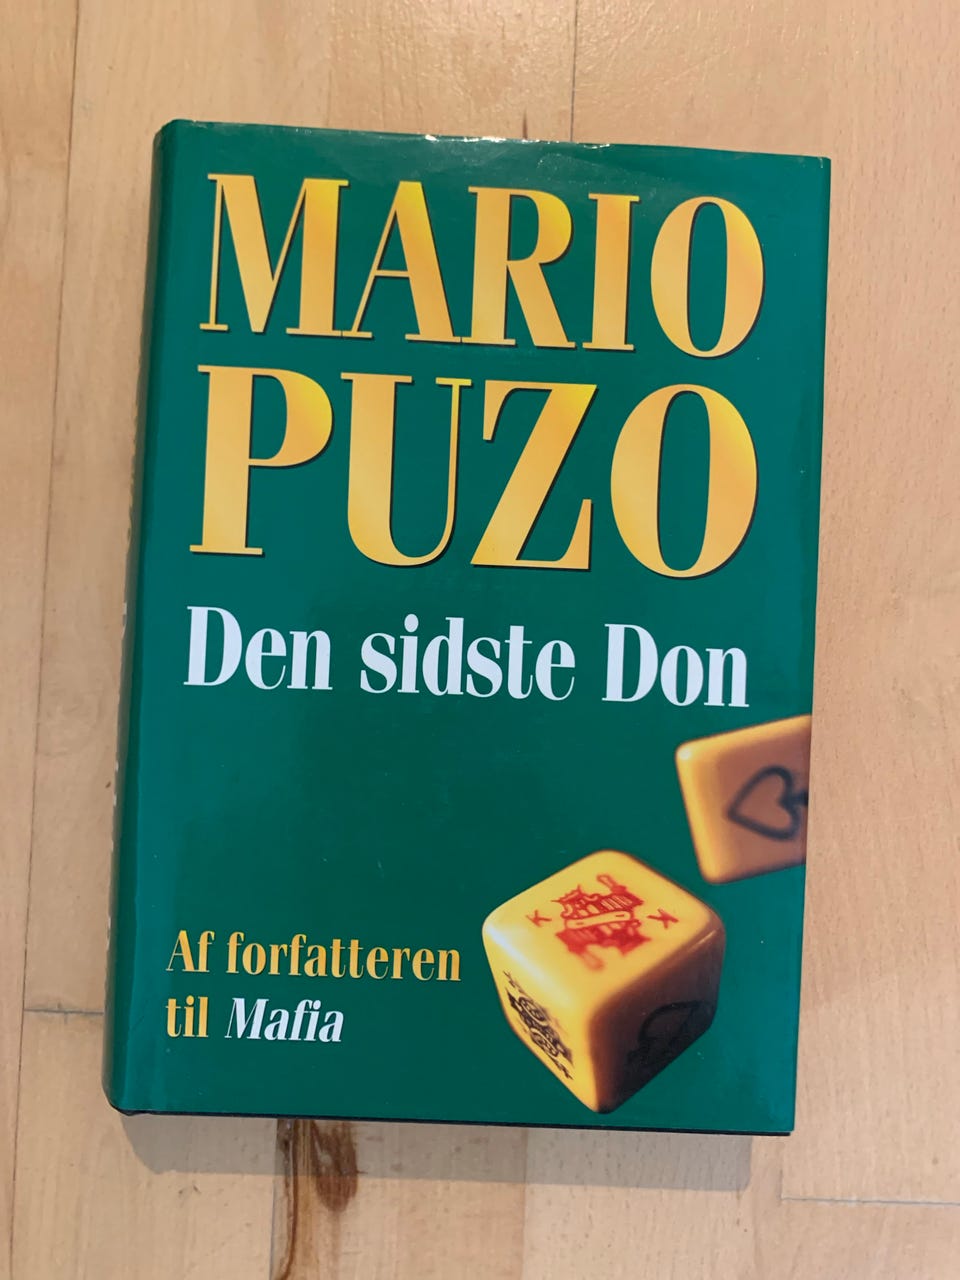 MARIO
PUZO
Den sidste Don
Af forfatteren
til Mafia
K K